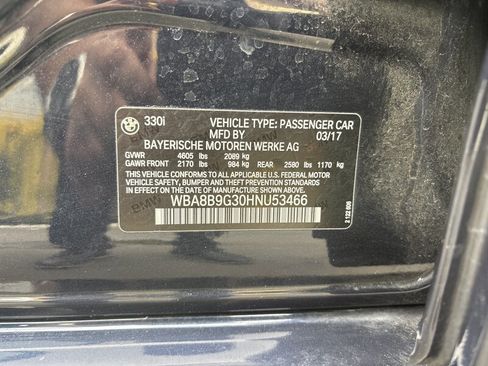 330i VEHICLE TYPE: PASSENGER CAR
MFD BY 03/17
BAYERISCHE MOTOREN WERKE AG
GVWR 4605 lbs 2089 kg
GAWR FRONT 2170 lbs 984 kg REAR 2580 lbs 1170 kg
THIS VEHICLE CONFORMS TO ALL APPLICABLE
FEDERAL MOTOR VEHICLE SAFETY, BUMPER, AND
THEFT PREVENTION STANDARDS IN EFFECT
ON THE DATE OF MANUFACTURE SHOWN ABOVE.
WBA8B9G30HNU53466